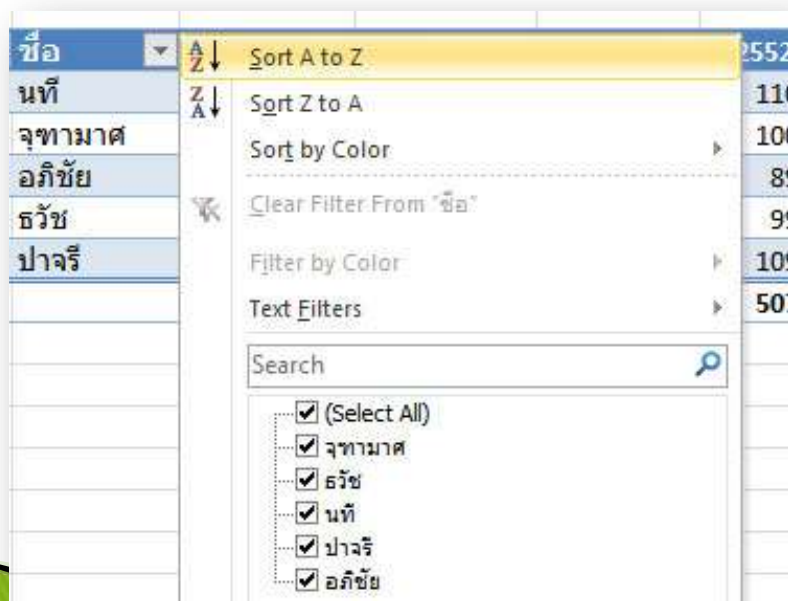 ชื่อ
นที
จุฑามาศ
อภิชัย
ธวัช
ปาจรี
Sort A to Z
Sort Z to A
Sort by Color
Clear Filter From "ชื่อ"
Filter by Color
Text Filters
Search
(Select All)
จุฑามาศ
ธวัช
นที
ปาจรี
อภิชัย
2552